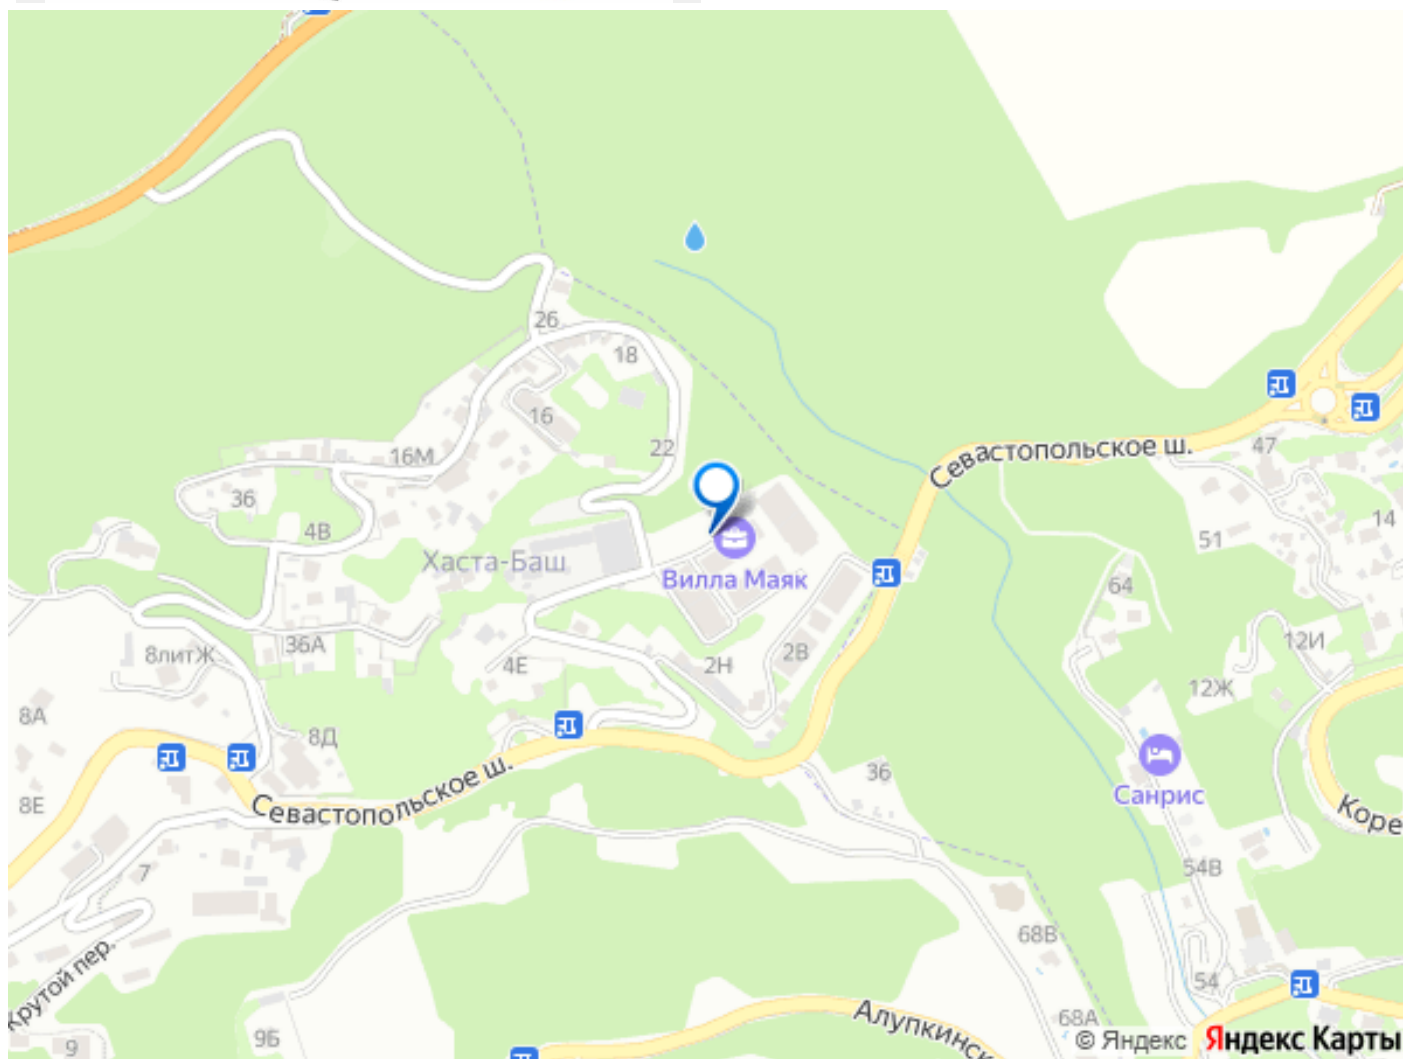 26
18
16
22
16М
36
4В
Хаста-Баш
Вилла Маяк
Севастопольское ш.
47
14
51
64
12И
12Ж
36А
8литЖ
4Е
2Н
2В
8А
8Д
8Е
Севастопольское ш.
36
Санрис
Коре
7
54В
68В
54
Крутой пер.
9
9Б
Алупкинск
68А
© Яндекс
Яндекс Карты